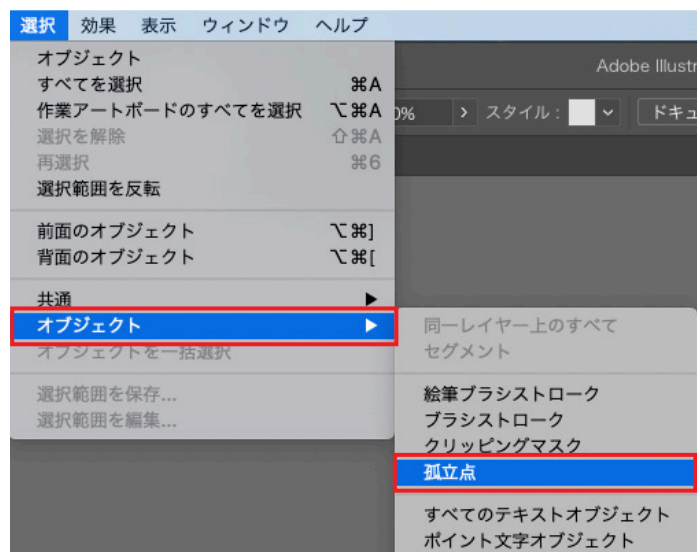 選択 効果 表示 ウィンドウ ヘルプ
オブジェクト
すべてを選択 ⌘A
作業アートボードのすべてを選択 ⌥⌘A
選択を解除 ⇧⌘A
再選択 ⌘6
選択範囲を反転
前面のオブジェクト ⌥⌘]
背面のオブジェクト ⌥⌘[
共通 ▶
オブジェクト ▶
オブジェクトを一括選択
選択範囲を保存...
選択範囲を編集...
Adobe Illustr
0% > スタイル : ドキュ
同一レイヤー上のすべて
セグメント
絵筆ブラシストローク
ブラシストローク
クリッピングマスク
孤立点
すべてのテキストオブジェクト
ポイント文字オブジェクト